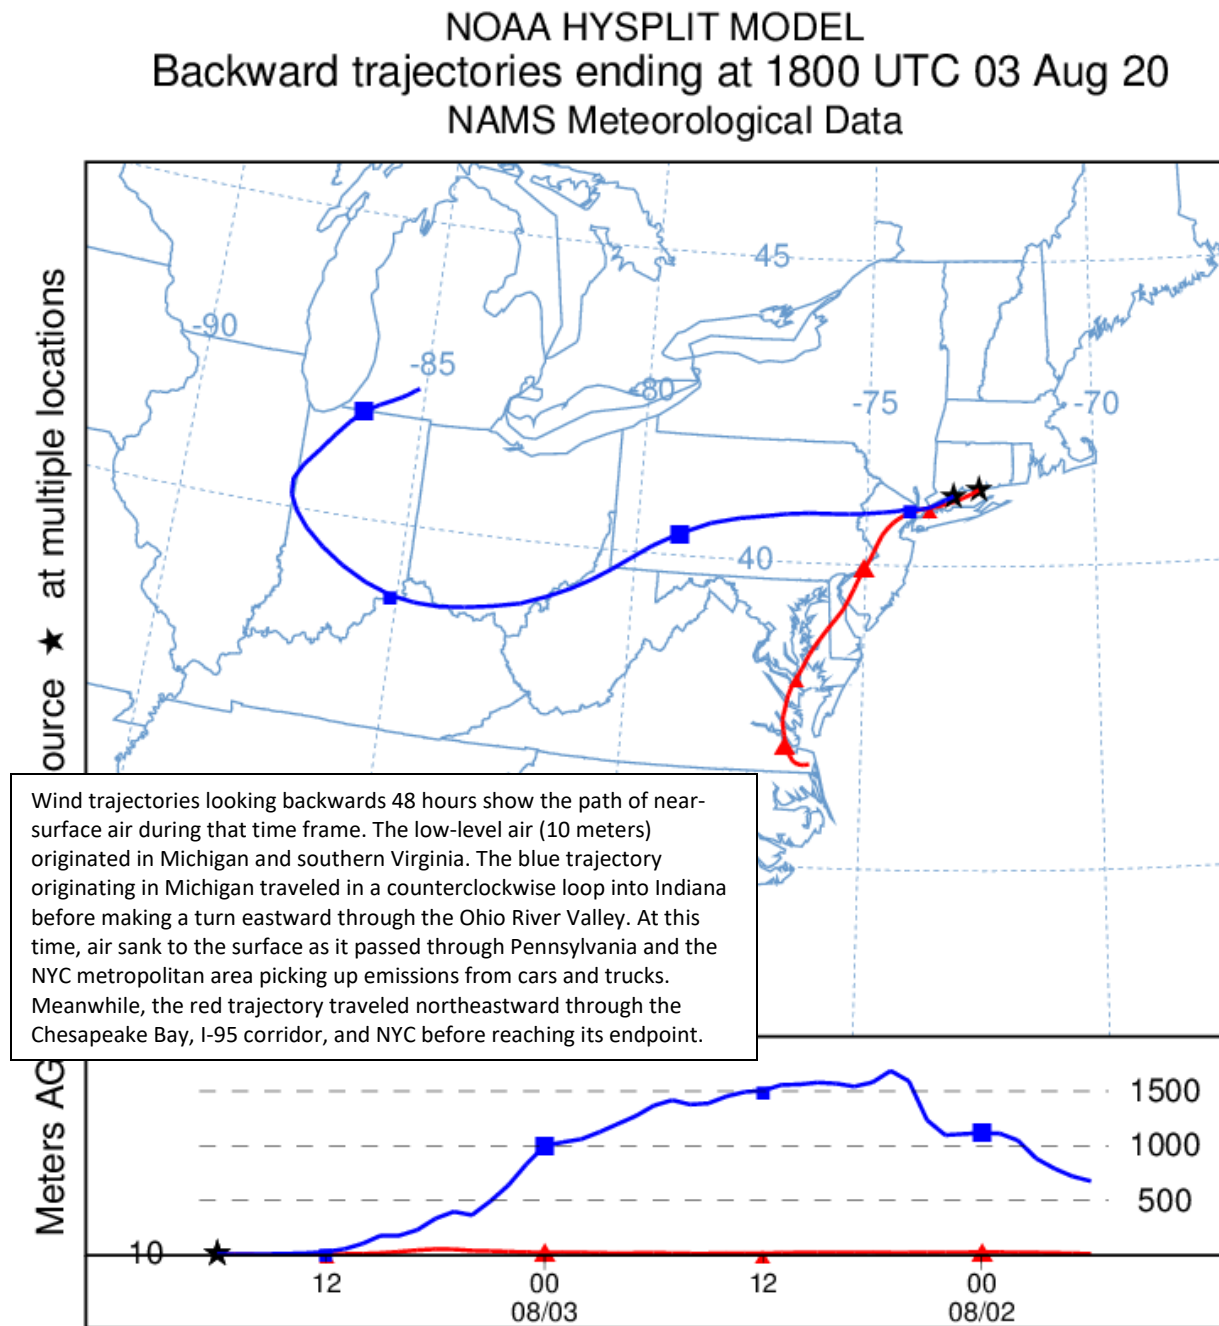 NOAA HYSPLIT MODEL
Backward trajectories ending at 1800 UTC 03 Aug 20
NAMS Meteorological Data
ource ★ at multiple locations
45
-90
-85
-80
-75
-70
40
Wind trajectories looking backwards 48 hours show the path of near-
surface air during that time frame. The low-level air (10 meters)
originated in Michigan and southern Virginia. The blue trajectory
originating in Michigan traveled in a counterclockwise loop into Indiana
before making a turn eastward through the Ohio River Valley. At this
time, air sank to the surface as it passed through Pennsylvania and the
NYC metropolitan area picking up emissions from cars and trucks.
Meanwhile, the red trajectory traveled northeastward through the
Chesapeake Bay, I-95 corridor, and NYC before reaching its endpoint.
Meters AG
1500
1000
500
10
12 00 12 00
08/03 08/02